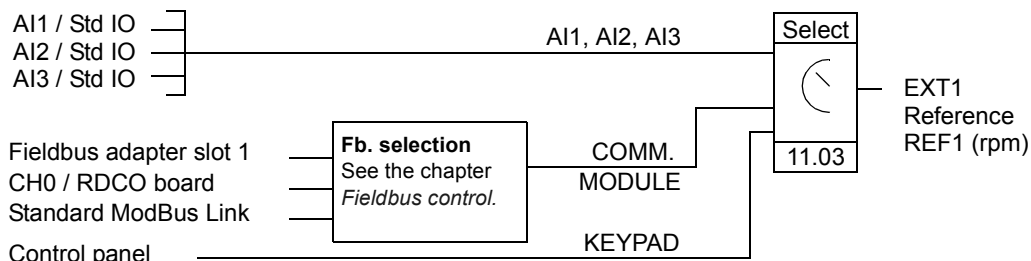 AI1 / Std IO
AI2 / Std IO
AI3 / Std IO
AI1, AI2, AI3
Select
11.03
EXT1
Reference
REF1 (rpm)
Fieldbus adapter slot 1
CH0 / RDCO board
Standard ModBus Link
Fb. selection
See the chapter
Fieldbus control.
COMM.
MODULE
Control panel
KEYPAD